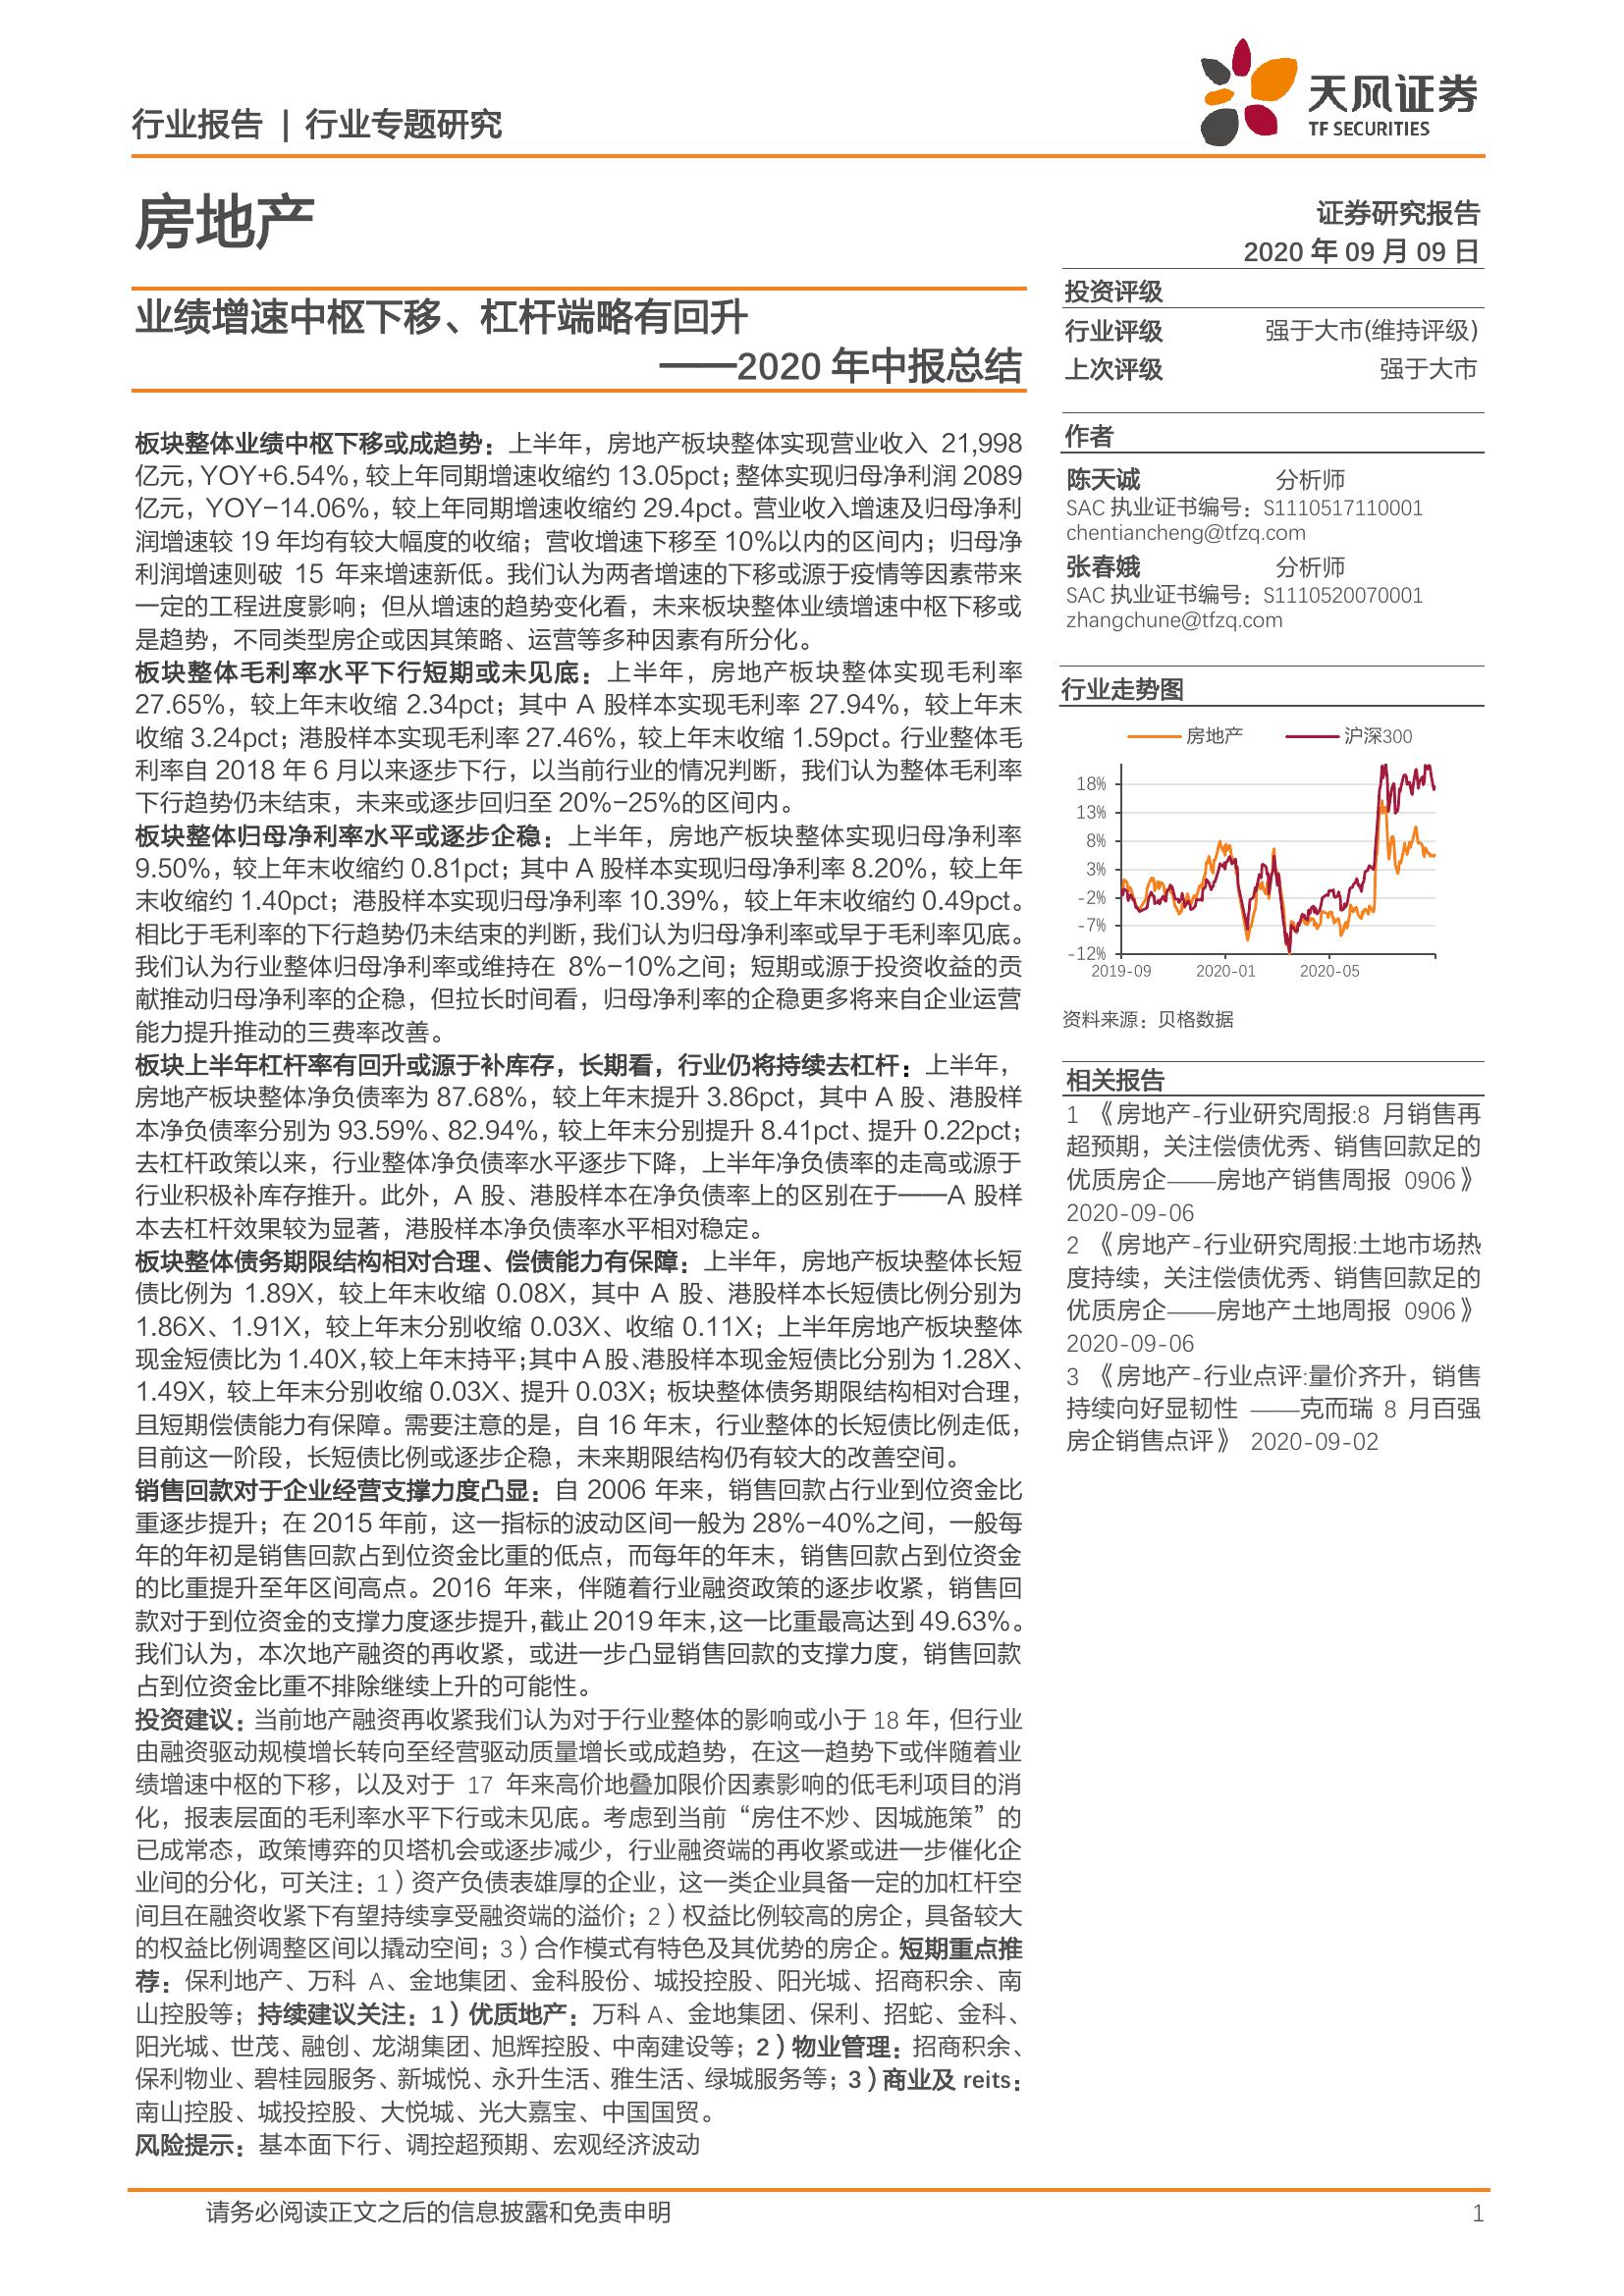 行业报告 | 行业专题研究
天风证券
TF SECURITIES
房地产
证券研究报告
2020 年 09 月 09 日
业绩增速中枢下移、杠杆端略有回升
——2020 年中报总结
板块整体业绩中枢下移或成趋势：上半年，房地产板块整体实现营业收入 21,998
亿元，YOY+6.54%，较上年同期增速收缩约 13.05pct；整体实现归母净利润 2089
亿元，YOY-14.06%，较上年同期增速收缩约 29.4pct。营业收入增速及归母净利
润增速较 19 年均有较大幅度的收缩；营收增速下移至 10%以内的区间内；归母净
利润增速则破 15 年来增速新低。我们认为两者增速的下移或源于疫情等因素带来
一定的工程进度影响；但从增速的趋势变化看，未来板块整体业绩增速中枢下移或
是趋势，不同类型房企或因其策略、运营等多种因素有所分化。
板块整体毛利率水平下行短期或未见底：上半年，房地产板块整体实现毛利率
27.65%，较上年末收缩 2.34pct；其中 A 股样本实现毛利率 27.94%，较上年末
收缩 3.24pct；港股样本实现毛利率 27.46%，较上年末收缩 1.59pct。行业整体毛
利率自 2018 年 6 月以来逐步下行，以当前行业的情况判断，我们认为整体毛利率
下行趋势仍未结束，未来或逐步回归至 20%-25%的区间内。
板块整体归母净利率水平或逐步企稳：上半年，房地产板块整体实现归母净利率
9.50%，较上年末收缩约 0.81pct；其中 A 股样本实现归母净利率 8.20%，较上年
末收缩约 1.40pct；港股样本实现归母净利率 10.39%，较上年末收缩约 0.49pct。
相比于毛利率的下行趋势仍未结束的判断，我们认为归母净利率或早于毛利率见底。
我们认为行业整体归母净利率或维持在 8%-10%之间；短期或源于投资收益的贡
献推动归母净利率的企稳，但拉长时间看，归母净利率的企稳更多将来自企业运营
能力提升推动的三费率改善。
板块上半年杠杆率有回升或源于补库存，长期看，行业仍将持续去杠杆：上半年，
房地产板块整体净负债率为 87.68%，较上年末提升 3.86pct，其中 A 股、港股样
本净负债率分别为 93.59%、82.94%，较上年末分别提升 8.41pct、提升 0.22pct；
去杠杆政策以来，行业整体净负债率水平逐步下降，上半年净负债率的走高或源于
行业积极补库存推升。此外，A 股、港股样本在净负债率上的区别在于——A 股样
本去杠杆效果较为显著，港股样本净负债率水平相对稳定。
板块整体债务期限结构相对合理、偿债能力有保障：上半年，房地产板块整体长短
债比例为 1.89X，较上年末收缩 0.08X，其中 A 股、港股样本长短债比例分别为
1.86X、1.91X，较上年末分别收缩 0.03X、收缩 0.11X；上半年房地产板块整体
现金短债比为 1.40X，较上年末持平；其中 A 股、港股样本现金短债比分别为 1.28X、
1.49X，较上年末分别收缩 0.03X、提升 0.03X；板块整体债务期限结构相对合理，
且短期偿债能力有保障。需要注意的是，自 16 年末，行业整体的长短债比例走低，
目前这一阶段，长短债比例或逐步企稳，未来期限结构仍有较大的改善空间。
销售回款对于企业经营支撑力度凸显：自 2006 年来，销售回款占行业到位资金比
重逐步提升；在 2015 年前，这一指标的波动区间一般为 28%-40%之间，一般每
年的年初是销售回款占到位资金比重的低点，而每年的年末，销售回款占到位资金
的比重提升至年区间高点。2016 年来，伴随着行业融资政策的逐步收紧，销售回
款对于到位资金的支撑力度逐步提升，截止 2019 年末，这一比重最高达到 49.63%。
我们认为，本次地产融资的再收紧，或进一步凸显销售回款的支撑力度，销售回款
占到位资金比重不排除继续上升的可能性。
投资建议：当前地产融资再收紧我们认为对于行业整体的影响或小于 18 年，但行业
由融资驱动规模增长转向至经营驱动质量增长或成趋势，在这一趋势下或伴随着业
绩增速中枢的下移，以及对于 17 年来高价地叠加限价因素影响的低毛利项目的消
化，报表层面的毛利率水平下行或未见底。考虑到当前“房住不炒、因城施策”的
已成常态，政策博弈的贝塔机会或逐步减少，行业融资端的再收紧或进一步催化企
业间的分化，可关注：1）资产负债表雄厚的企业，这一类企业具备一定的加杠杆空
间且在融资收紧下有望持续享受融资端的溢价；2）权益比例较高的房企，具备较大
的权益比例调整区间以撬动空间；3）合作模式有特色及其优势的房企。短期重点推
荐：保利地产、万科 A、金地集团、金科股份、城投控股、阳光城、招商积余、南
山控股等；持续建议关注：1）优质地产：万科 A、金地集团、保利、招蛇、金科、
阳光城、世茂、融创、龙湖集团、旭辉控股、中南建设等；2）物业管理：招商积余、
保利物业、碧桂园服务、新城悦、永升生活、雅生活、绿城服务等；3）商业及 reits：
南山控股、城投控股、大悦城、光大嘉宝、中国国贸。
风险提示：基本面下行、调控超预期、宏观经济波动
投资评级
行业评级 强于大市(维持评级)
上次评级 强于大市
作者
陈天诚 分析师
SAC 执业证书编号：S1110517110001
chentiancheng@tfzq.com
张春娥 分析师
SAC 执业证书编号：S1110520070001
zhangchune@tfzq.com
行业走势图
房地产 沪深300
18%
13%
8%
3%
-2%
-7%
-12%
2019-09 2020-01 2020-05
资料来源：贝格数据
相关报告
1 《房地产-行业研究周报:8 月销售再
超预期，关注偿债优秀、销售回款足的
优质房企——房地产销售周报 0906》
2020-09-06
2 《房地产-行业研究周报:土地市场热
度持续，关注偿债优秀、销售回款足的
优质房企——房地产土地周报 0906》
2020-09-06
3 《房地产-行业点评:量价齐升，销售
持续向好显韧性 ——克而瑞 8 月百强
房企销售点评》 2020-09-02
请务必阅读正文之后的信息披露和免责申明 1